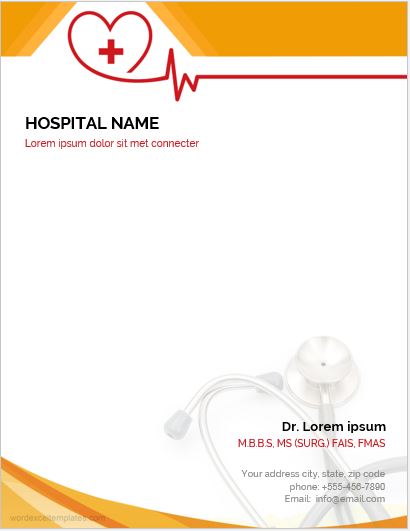 HOSPITAL NAME
Lorem ipsum dolor sit met connecter
Dr. Lorem ipsum
M.B.B.S, MS (SURG.) FAIS, FMAS
Your address city, state, zip code
phone: +555-456-7890
Email: info@email.com
wordexceltemplates.com